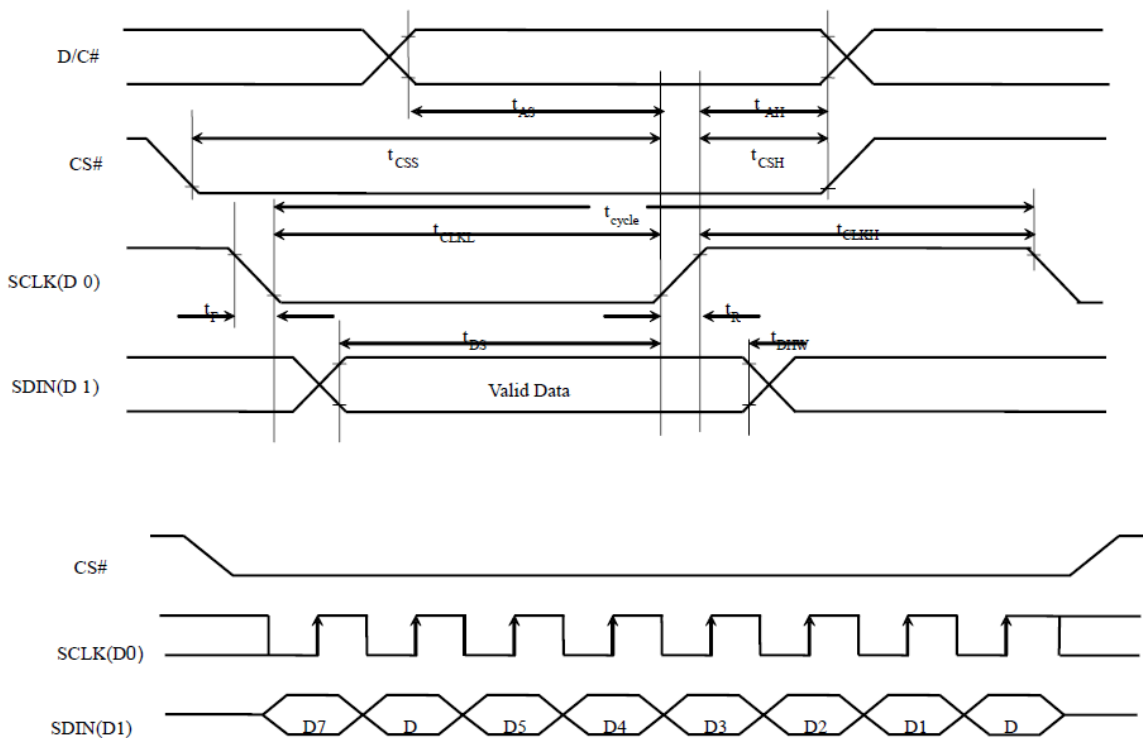 D/C#
tAS
tAH
CS#
tCSS
tCSH
tcycle
tCLKL
tCLKH
SCLK(D 0)
tF
tR
tDS
tDHW
SDIN(D 1)
Valid Data
CS#
SCLK(D0)
SDIN(D1)
D7 D D5 D4 D3 D2 D1 D